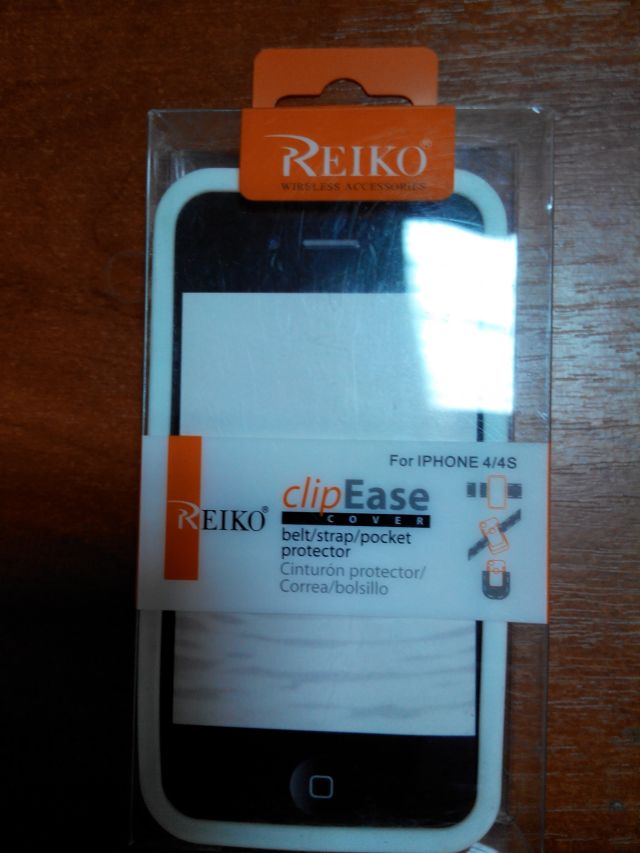 REIKO®
WIRELESS ACCESSORIES
For IPHONE 4/4S
REIKO®
clipEase
COVER
belt/strap/pocket
protector
Cinturón protector/
Correa/bolsillo